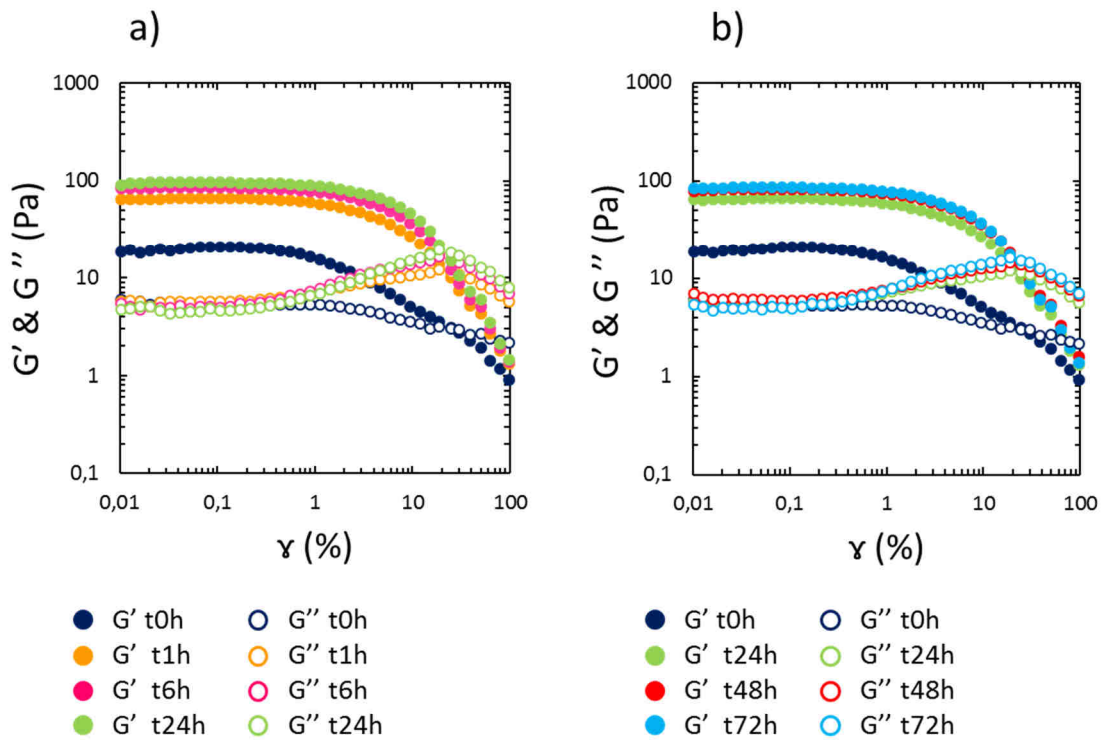 a)
1000
100
10
1
0,1
G' & G'' (Pa)
0,01 0,1 1 10 100
ɤ (%)
G' t0h G'' t0h
G' t1h G'' t1h
G' t6h G'' t6h
G' t24h G'' t24h
b)
1000
100
10
1
0,1
G' & G'' (Pa)
0,01 0,1 1 10 100
ɤ (%)
G' t0h G'' t0h
G' t24h G'' t24h
G' t48h G'' t48h
G' t72h G'' t72h